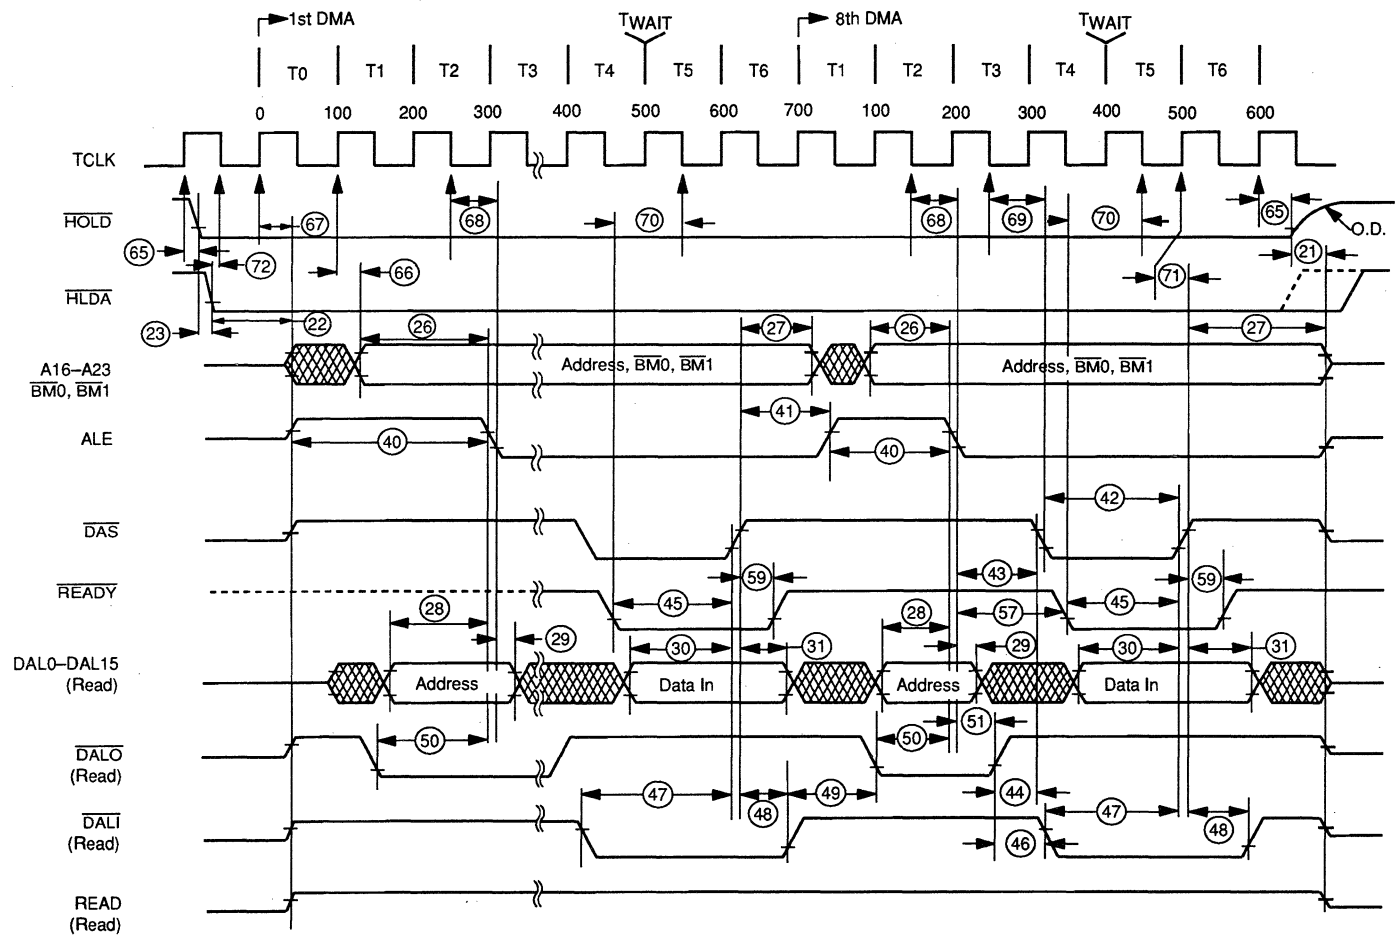 1st DMA TWAIT 8th DMA TWAIT
T0 T1 T2 T3 T4 T5 T6 T1 T2 T3 T4 T5 T6
0 100 200 300 400 500 600 700 100 200 300 400 500 600
TCLK
HOLD 67 68 70 68 69 70 65 O.D.
65 72 66 71 21
HLDA
23 22 26 27 26 27
A16–A23 Address, BM0, BM1 Address, BM0, BM1
BM0, BM1
41
ALE 40 40
42
DAS
59 43 59
READY
28 45 28 57 45
29 30 31 29 30 31
DAL0–DAL15 Address Data In Address Data In
(Read)
51
DALO 50 50
(Read)
47 49 44 47
48 48
DALI 46
(Read)
READ
(Read)